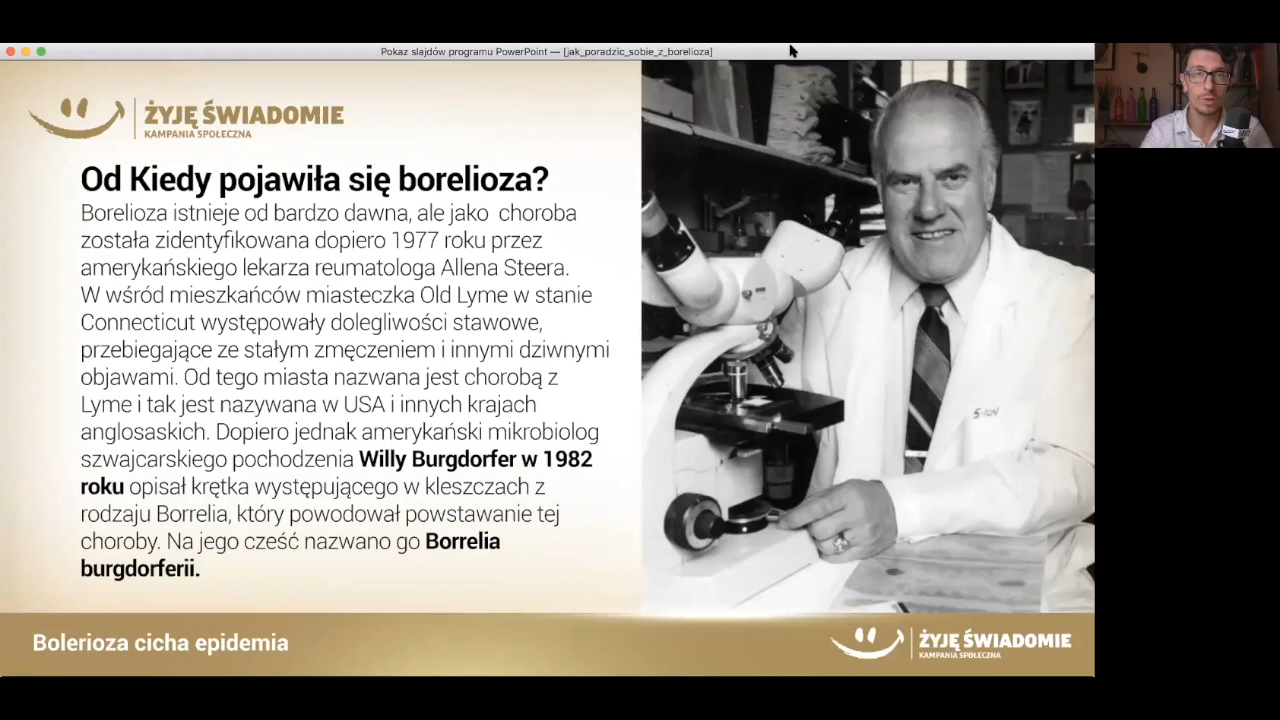 Pokaz slajdów programu PowerPoint — [jak_poradzic_sobie_z_borelioza]
ŻYJĘ ŚWIADOMIE
KAMPANIA SPOŁECZNA
Od Kiedy pojawiła się borelioza?
Borelioza istnieje od bardzo dawna, ale jako choroba
została zidentyfikowana dopiero 1977 roku przez
amerykańskiego lekarza reumatologa Allena Steera.
W wśród mieszkańców miasteczka Old Lyme w stanie
Connecticut występowały dolegliwości stawowe,
przebiegające ze stałym zmęczeniem i innymi dziwnymi
objawami. Od tego miasta nazwana jest chorobą z
Lyme i tak jest nazywana w USA i innych krajach
anglosaskich. Dopiero jednak amerykański mikrobiolog
szwajcarskiego pochodzenia Willy Burgdorfer w 1982
roku opisał krętka występującego w kleszczach z
rodzaju Borrelia, który powodował powstawanie tej
choroby. Na jego cześć nazwano go Borrelia
burgdorferii.
Bolerioza cicha epidemia
ŻYJĘ ŚWIADOMIE
KAMPANIA SPOŁECZNA